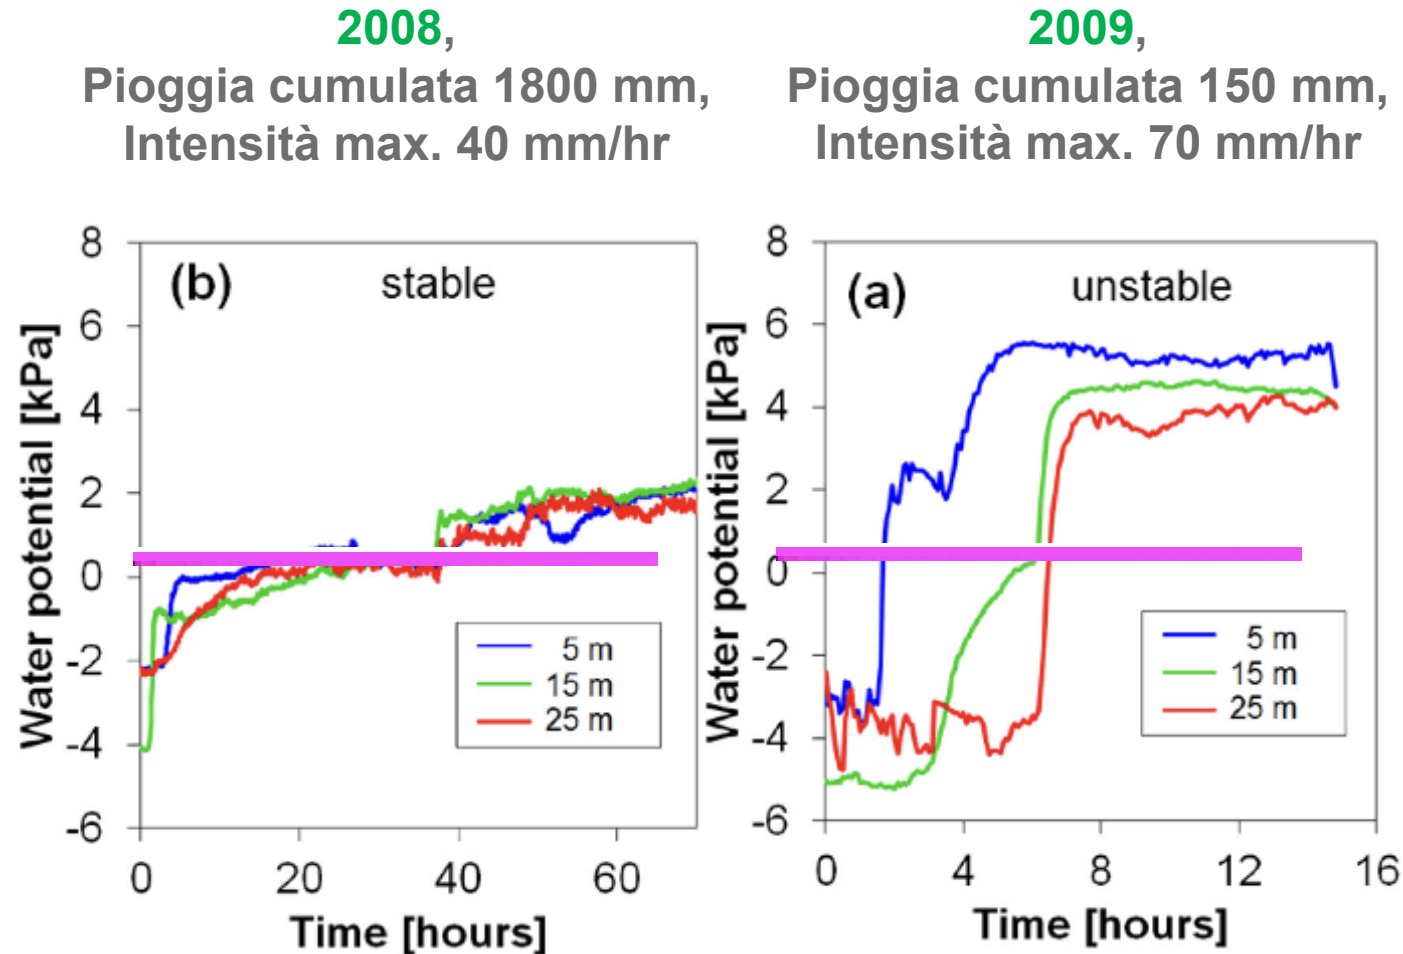 2008,
Pioggia cumulata 1800 mm,
Intensità max. 40 mm/hr
2009,
Pioggia cumulata 150 mm,
Intensità max. 70 mm/hr
(b) stable
Water potential [kPa]
8
6
4
2
0
-2
-4
-6
5 m
15 m
25 m
0 20 40 60
Time [hours]
(a) unstable
Water potential [kPa]
8
6
4
2
0
-2
-4
-6
5 m
15 m
25 m
0 4 8 12 16
Time [hours]